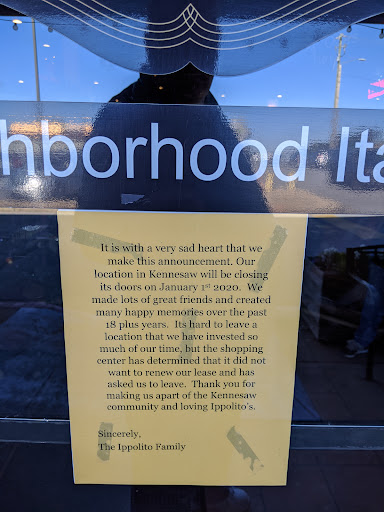 hborhood Ita
It is with a very sad heart that we
make this announcement. Our
location in Kennesaw will be closing
its doors on January 1st 2020. We
made lots of great friends and created
many happy memories over the past
18 plus years. Its hard to leave a
location that we have invested so
much of our time, but the shopping
center has determined that it did not
want to renew our lease and has
asked us to leave. Thank you for
making us apart of the Kennesaw
community and loving Ippolito's.
Sincerely,
The Ippolito Family